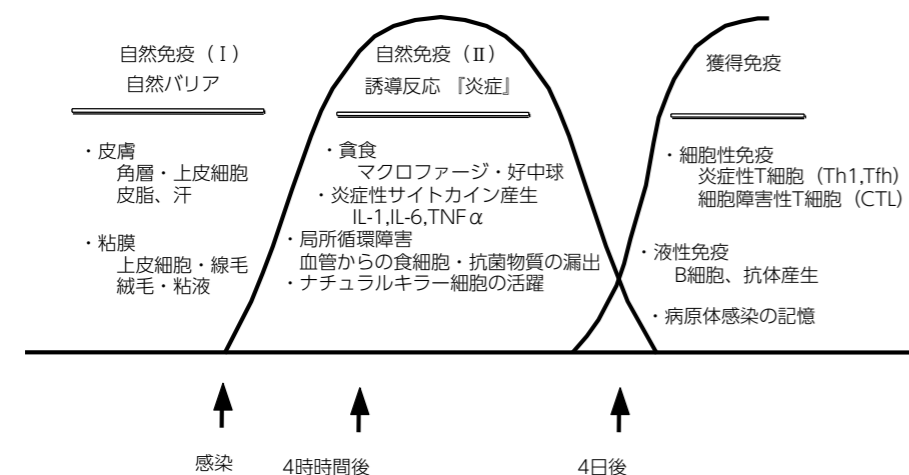 自然免疫（Ⅰ）
自然バリア
・皮膚
角層・上皮細胞
皮脂、汗
・粘膜
上皮細胞・線毛
絨毛・粘液
自然免疫（Ⅱ）
誘導反応 『炎症』
・貪食
マクロファージ・好中球
・炎症性サイトカイン産生
IL-1,IL-6,TNFα
・局所循環障害
血管からの食細胞・抗菌物質の漏出
・ナチュラルキラー細胞の活躍
獲得免疫
・細胞性免疫
炎症性T細胞（Th1,Tfh）
細胞障害性T細胞（CTL）
・液性免疫
B細胞、抗体産生
・病原体感染の記憶
感染
4時時間後
4日後